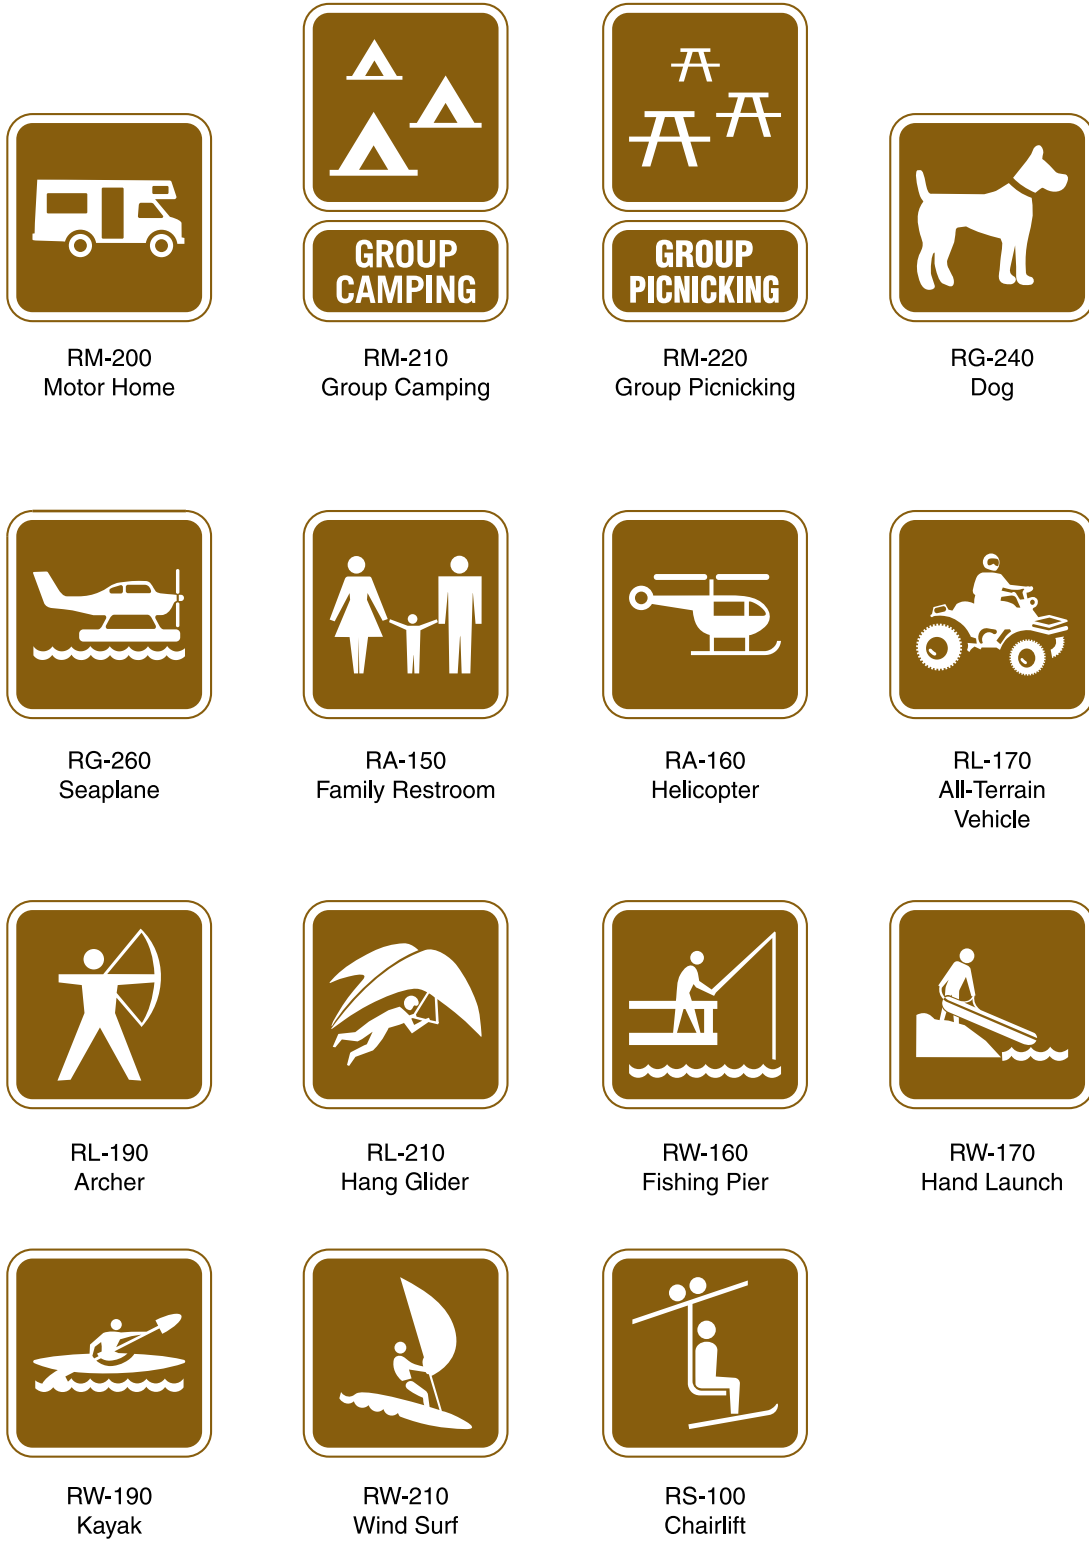 GROUP
CAMPING
GROUP
PICNICKING
RM-200
Motor Home
RM-210
Group Camping
RM-220
Group Picnicking
RG-240
Dog
RG-260
Seaplane
RA-150
Family Restroom
RA-160
Helicopter
RL-170
All-Terrain
Vehicle
RL-190
Archer
RL-210
Hang Glider
RW-160
Fishing Pier
RW-170
Hand Launch
RW-190
Kayak
RW-210
Wind Surf
RS-100
Chairlift